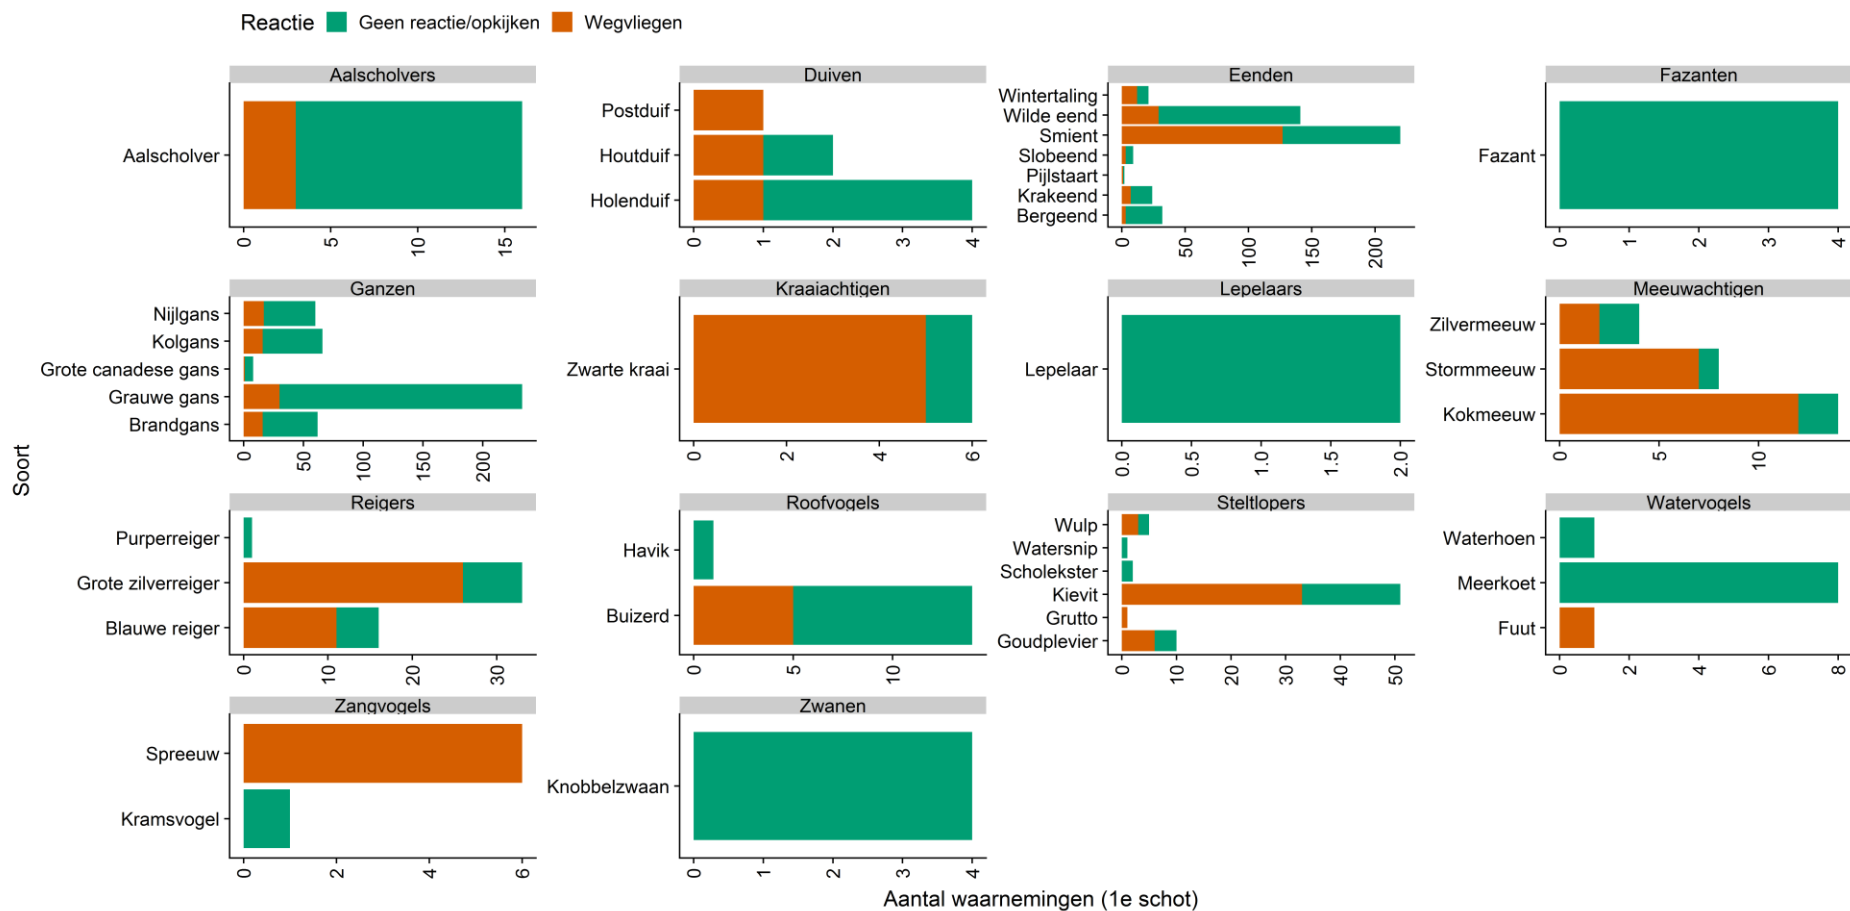 Reactie Geen reactie/opkijken Wegvliegen
Aalscholvers
Aalscholver
0 5 10 15
Duiven
Postduif
Houtduif
Holenduif
0 1 2 3 4
Eenden
Wintertaling
Wilde eend
Smient
Slobeend
Pijlstaart
Krakeend
Bergeend
0 50 100 150 200
Fazanten
Fazant
0 1 2 3 4
Ganzen
Nijlgans
Kolgans
Grote canadese gans
Grauwe gans
Brandgans
0 50 100 150 200
Kraaiachtigen
Zwarte kraai
0 2 4 6
Lepelaars
Lepelaar
0.0 0.5 1.0 1.5 2.0
Meeuwachtigen
Zilvermeeuw
Stormmeeuw
Kokmeeuw
0 5 10
Soort
Reigers
Purperreiger
Grote zilverreiger
Blauwe reiger
0 10 20 30
Roofvogels
Havik
Buizerd
0 5 10
Steltlopers
Wulp
Watersnip
Scholekster
Kievit
Grutto
Goudplevier
0 10 20 30 40 50
Watervogels
Waterhoen
Meerkoet
Fuut
0 2 4 6 8
Zangvogels
Spreeuw
Kramsvogel
0 2 4 6
Zwanen
Knobbelzwaan
0 1 2 3 4
Aantal waarnemingen (1e schot)